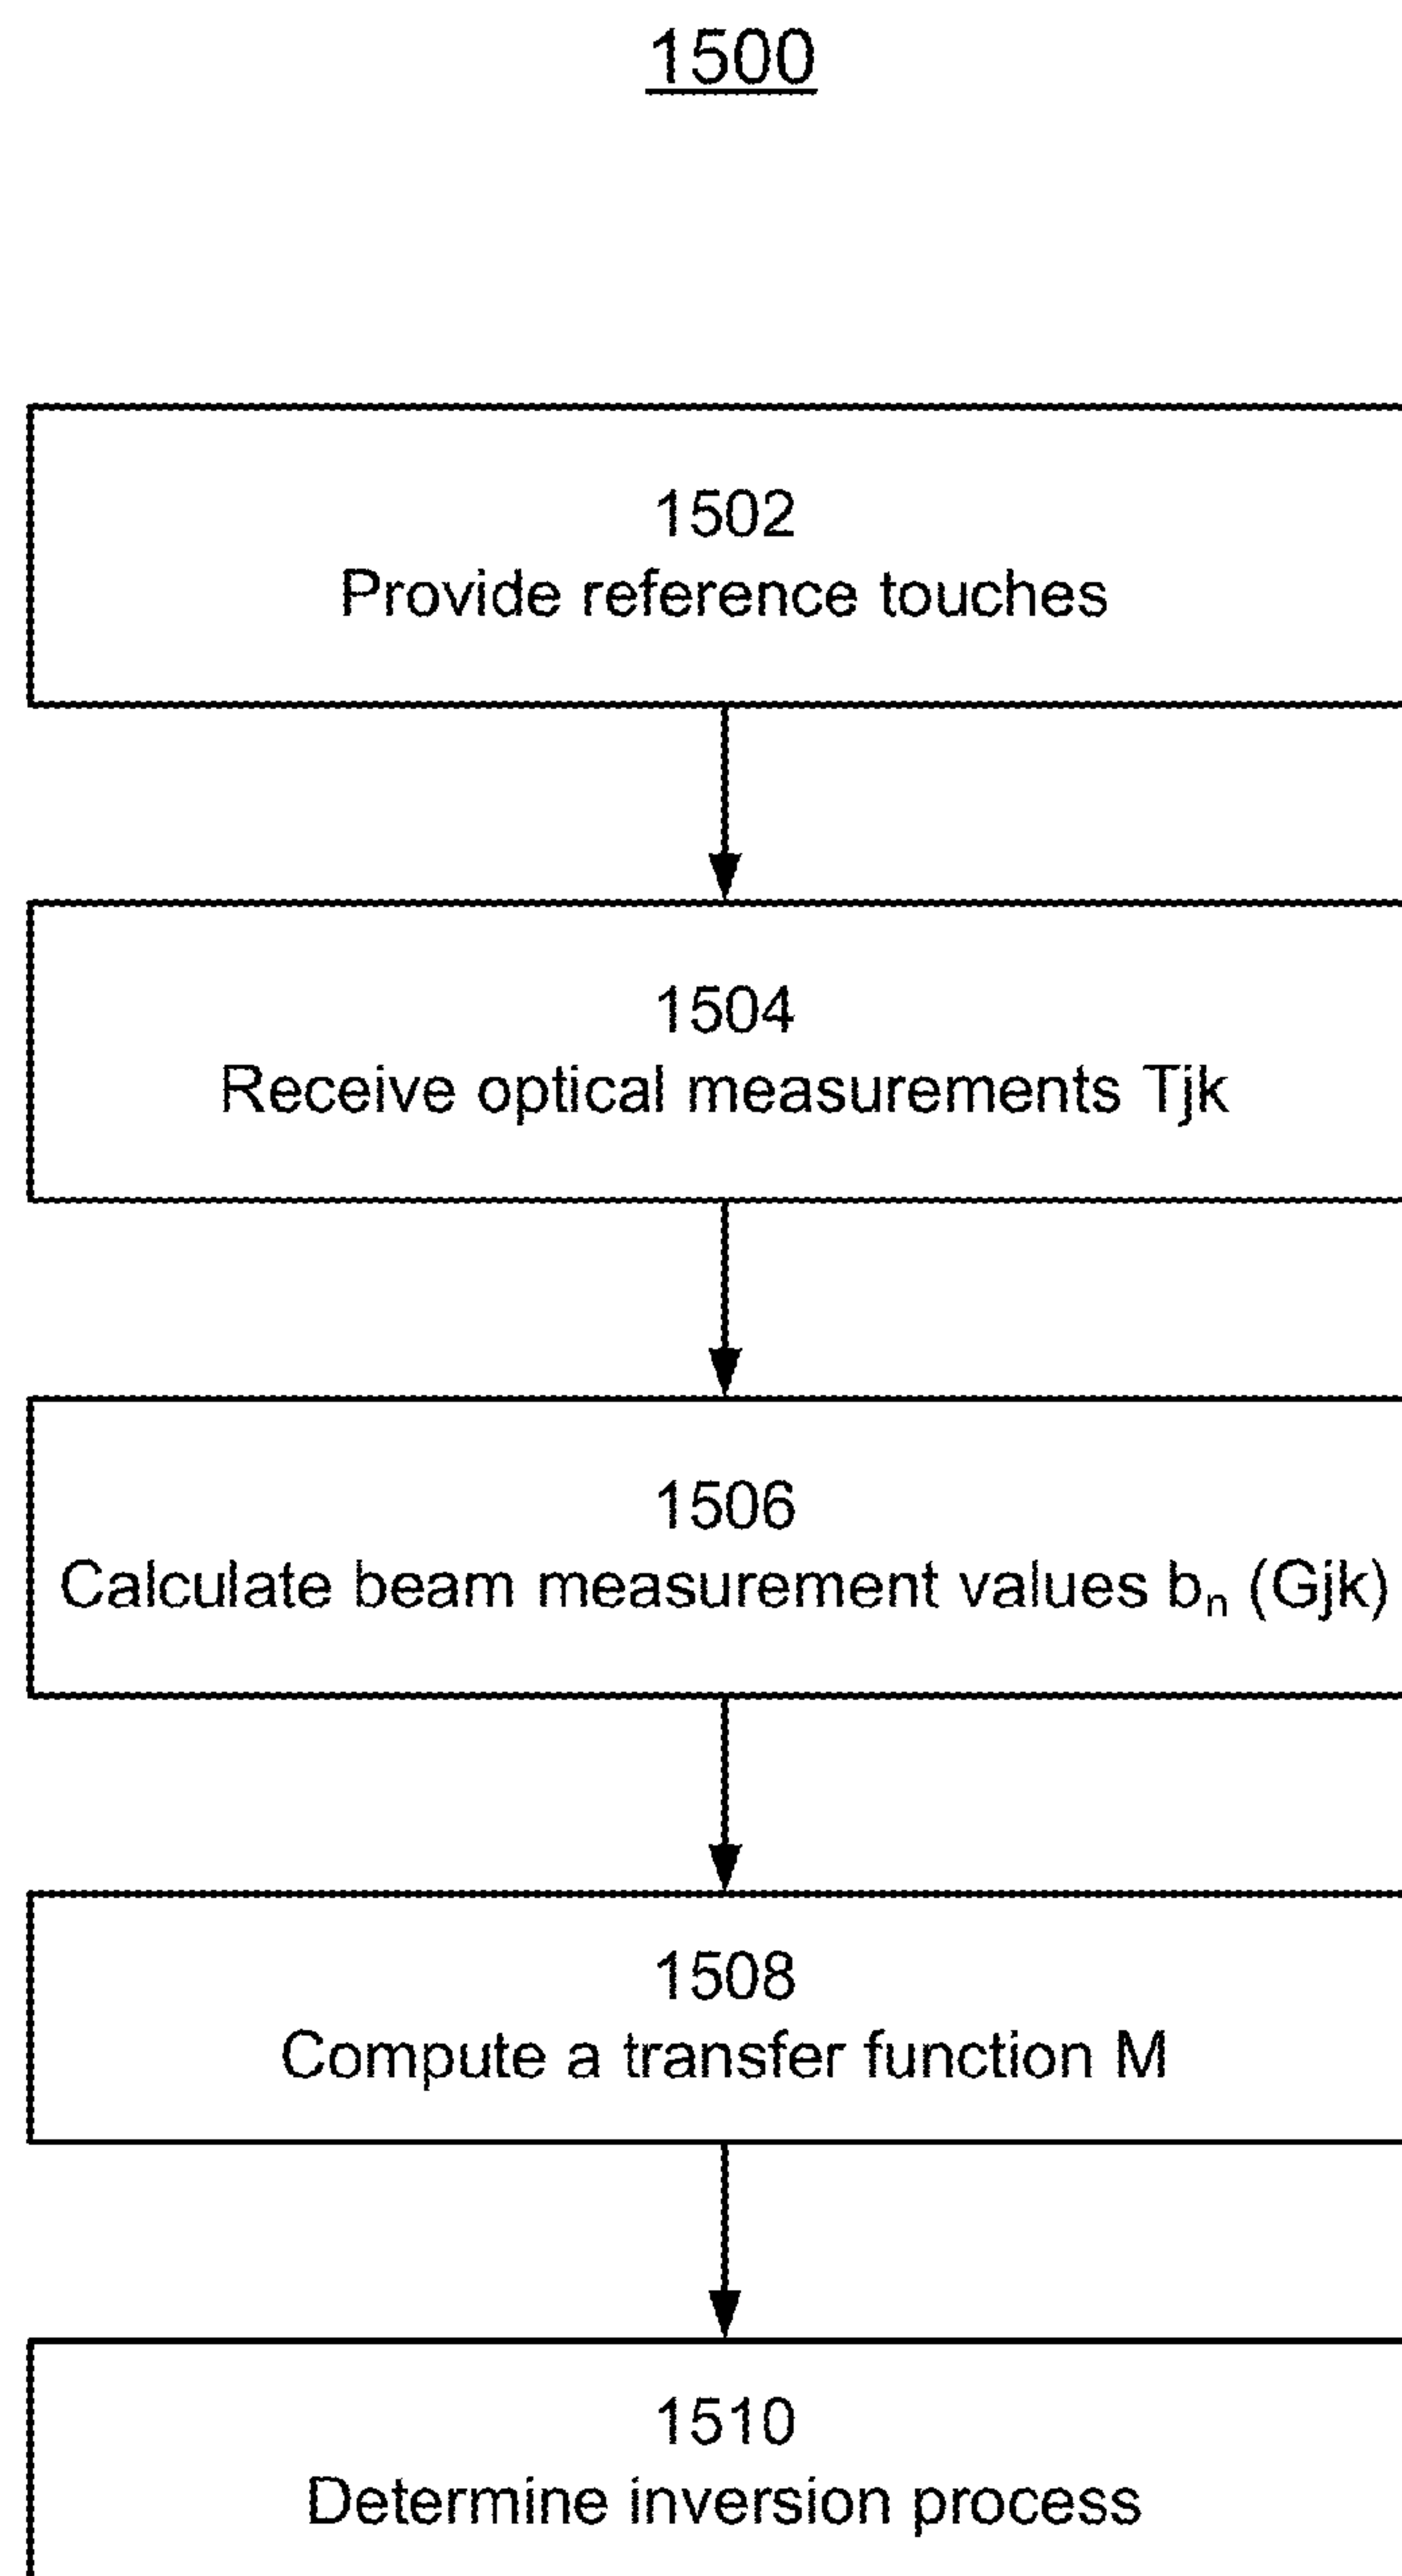 1500
1502
Provide reference touches
1504
Receive optical measurements Tjk
1506
Calculate beam measurement values bₙ (Gjk)
1508
Compute a transfer function M
1510
Determine inversion process